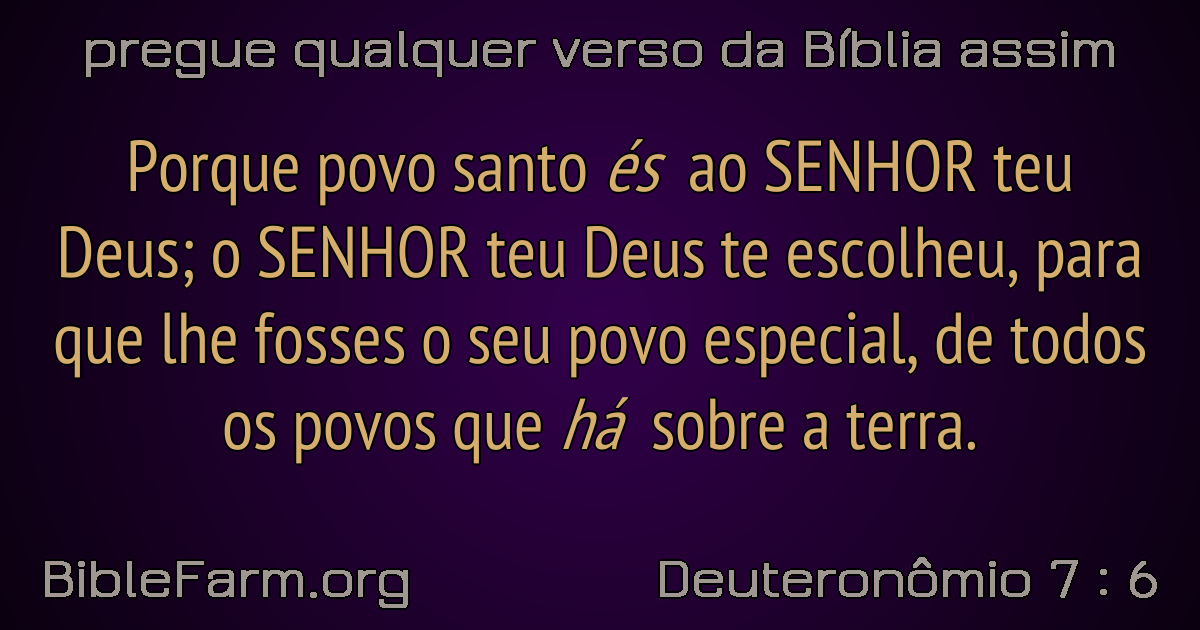 pregue qualquer verso da Bíblia assim
Porque povo santo és ao SENHOR teu
Deus; o SENHOR teu Deus te escolheu, para
que lhe fosses o seu povo especial, de todos
os povos que há sobre a terra.
BibleFarm.org
Deuteronômio 7 : 6